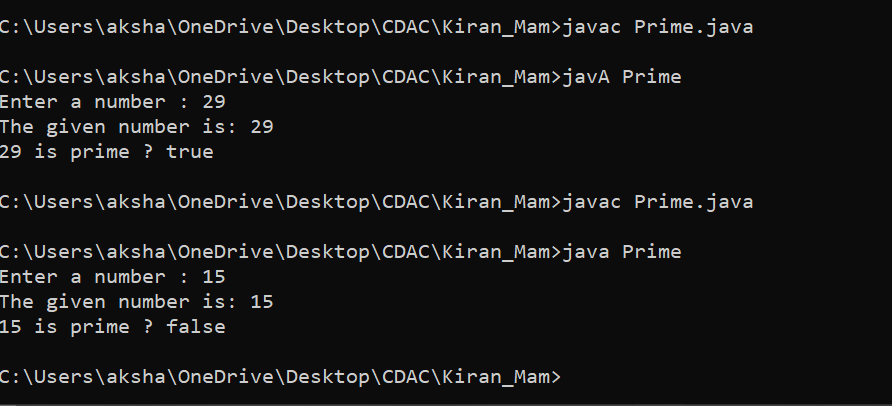 C:\Users\aksha\OneDrive\Desktop\CDAC\Kiran_Mam>javac Prime.java
C:\Users\aksha\OneDrive\Desktop\CDAC\Kiran_Mam>javA Prime
Enter a number : 29
The given number is: 29
29 is prime ? true
C:\Users\aksha\OneDrive\Desktop\CDAC\Kiran_Mam>javac Prime.java
C:\Users\aksha\OneDrive\Desktop\CDAC\Kiran_Mam>java Prime
Enter a number : 15
The given number is: 15
15 is prime ? false
C:\Users\aksha\OneDrive\Desktop\CDAC\Kiran_Mam>